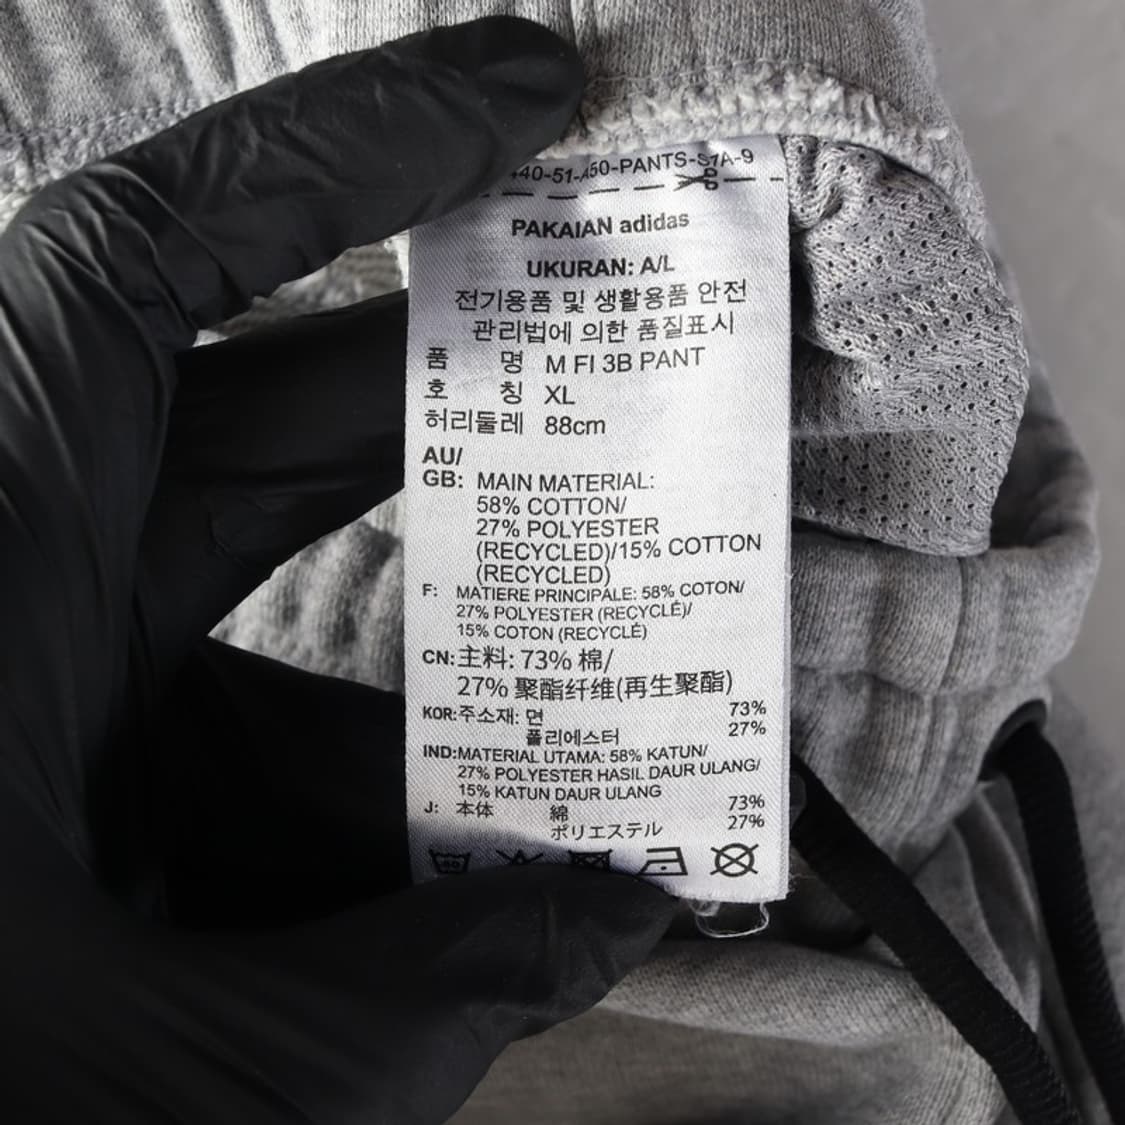 40-51-A50-PANTS-S7A-9
PAKAIAN adidas
UKURAN: A/L
전기용품 및 생활용품 안전
관리법에 의한 품질표시
품 명 M FI 3B PANT
호 칭 XL
허리둘레 88cm
AU/
GB: MAIN MATERIAL:
58% COTTON/
27% POLYESTER
(RECYCLED)/15% COTTON
(RECYCLED)
F: MATIERE PRINCIPALE: 58% COTON/
27% POLYESTER (RECYCLÉ)/
15% COTON (RECYCLÉ)
CN: 主料: 73% 棉/
27% 聚酯纤维(再生聚酯)
KOR: 주소재: 면 73%
폴리에스터 27%
IND: MATERIAL UTAMA: 58% KATUN/
27% POLYESTER HASIL DAUR ULANG/
15% KATUN DAUR ULANG
J: 本体 綿 73%
ポリエステル 27%